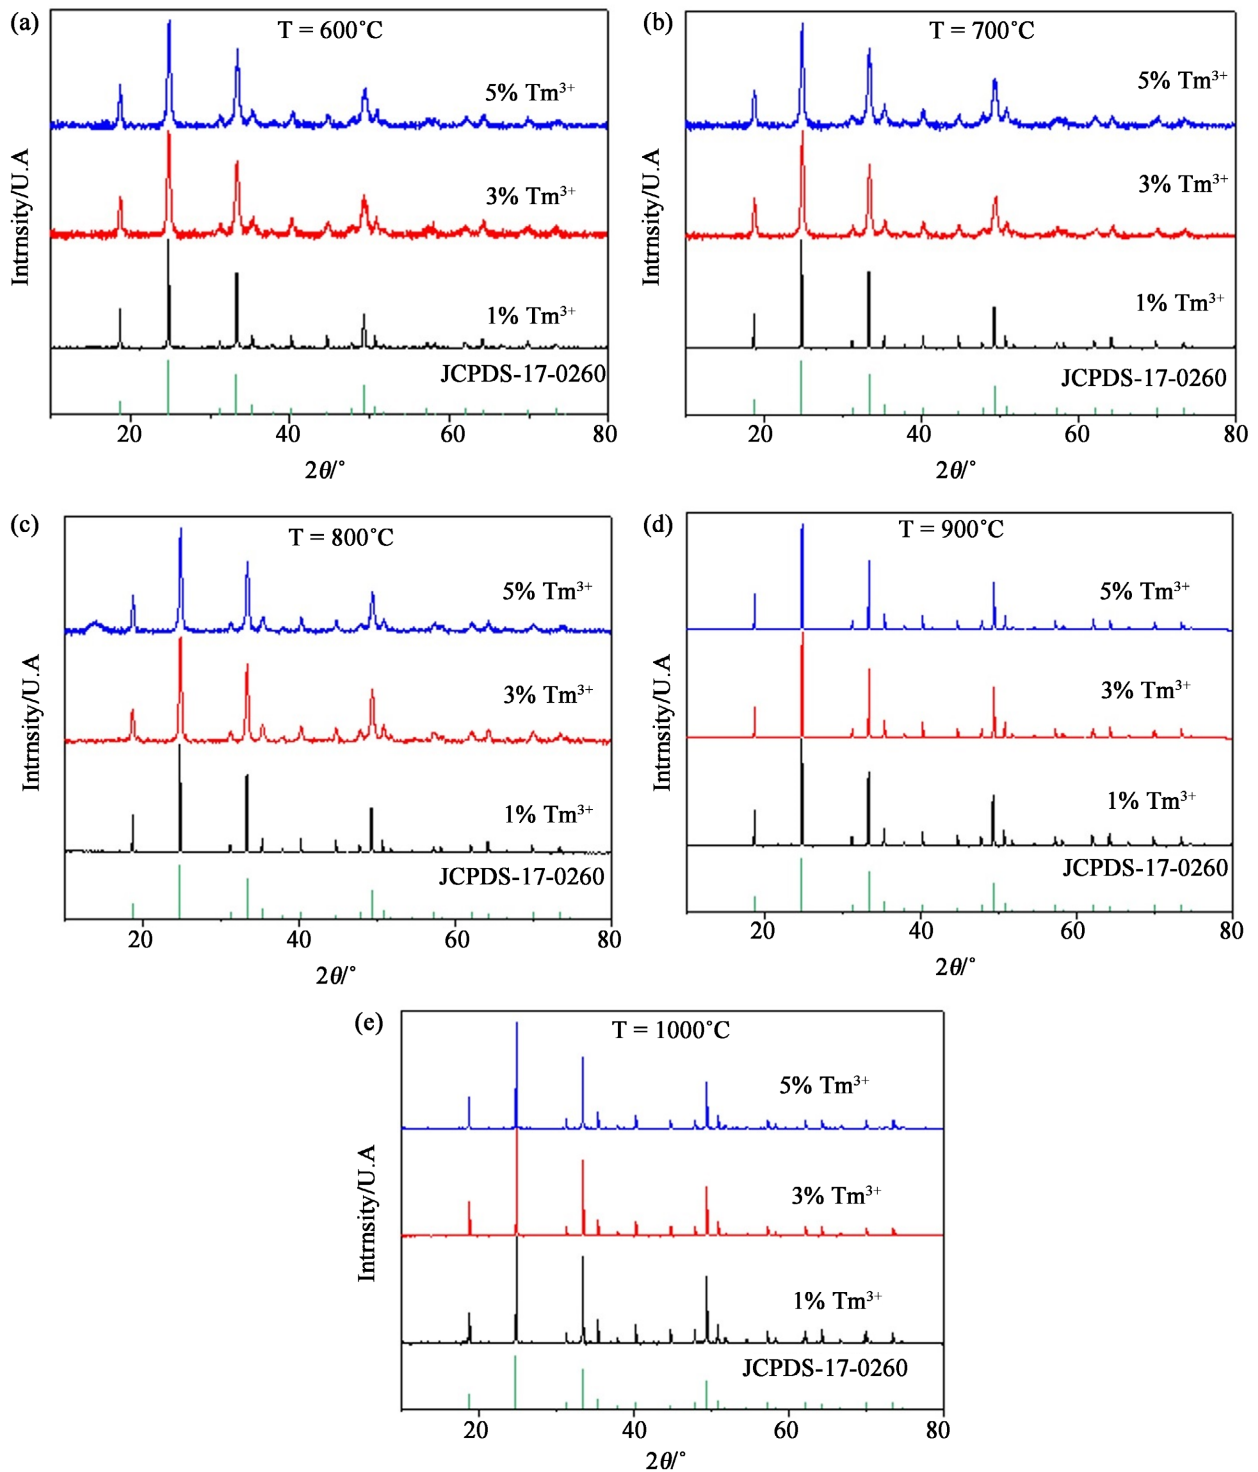 (a)
T = 600°C
5% Tm³⁺
3% Tm³⁺
1% Tm³⁺
JCPDS-17-0260
Intrnsity/U.A
20 40 60 80
2θ/°
(b)
T = 700°C
5% Tm³⁺
3% Tm³⁺
1% Tm³⁺
JCPDS-17-0260
Intrnsity/U.A
20 40 60 80
2θ/°
(c)
T = 800°C
5% Tm³⁺
3% Tm³⁺
1% Tm³⁺
JCPDS-17-0260
Intrnsity/U.A
20 40 60 80
2θ/°
(d)
T = 900°C
5% Tm³⁺
3% Tm³⁺
1% Tm³⁺
JCPDS-17-0260
Intrnsity/U.A
20 40 60 80
2θ/°
(e)
T = 1000°C
5% Tm³⁺
3% Tm³⁺
1% Tm³⁺
JCPDS-17-0260
Intrnsity/U.A
20 40 60 80
2θ/°